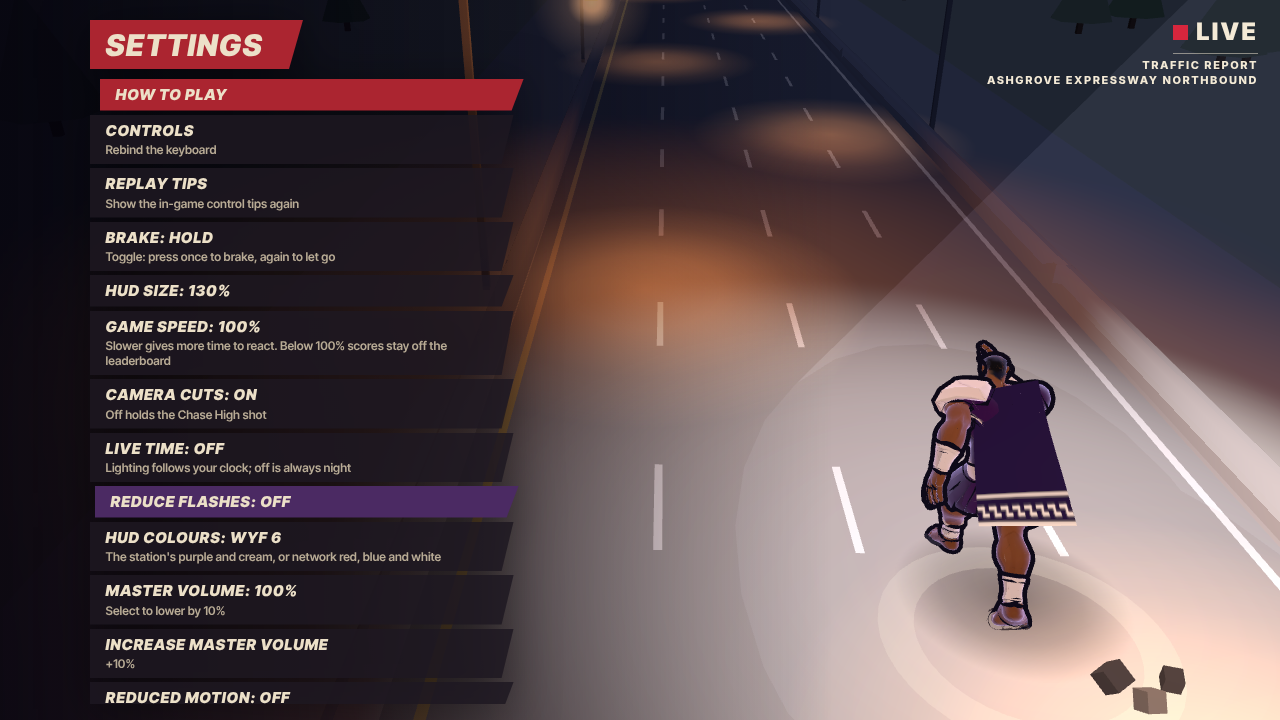 SETTINGS
HOW TO PLAY
CONTROLS
Rebind the keyboard
REPLAY TIPS
Show the in-game control tips again
BRAKE: HOLD
Toggle: press once to brake, again to let go
HUD SIZE: 130%
GAME SPEED: 100%
Slower gives more time to react. Below 100% scores stay off the
leaderboard
CAMERA CUTS: ON
Off holds the Chase High shot
LIVE TIME: OFF
Lighting follows your clock; off is always night
REDUCE FLASHES: OFF
HUD COLOURS: WYF 6
The station's purple and cream, or network red, blue and white
MASTER VOLUME: 100%
Select to lower by 10%
INCREASE MASTER VOLUME
+10%
REDUCED MOTION: OFF
LIVE
TRAFFIC REPORT
ASHGROVE EXPRESSWAY NORTHBOUND